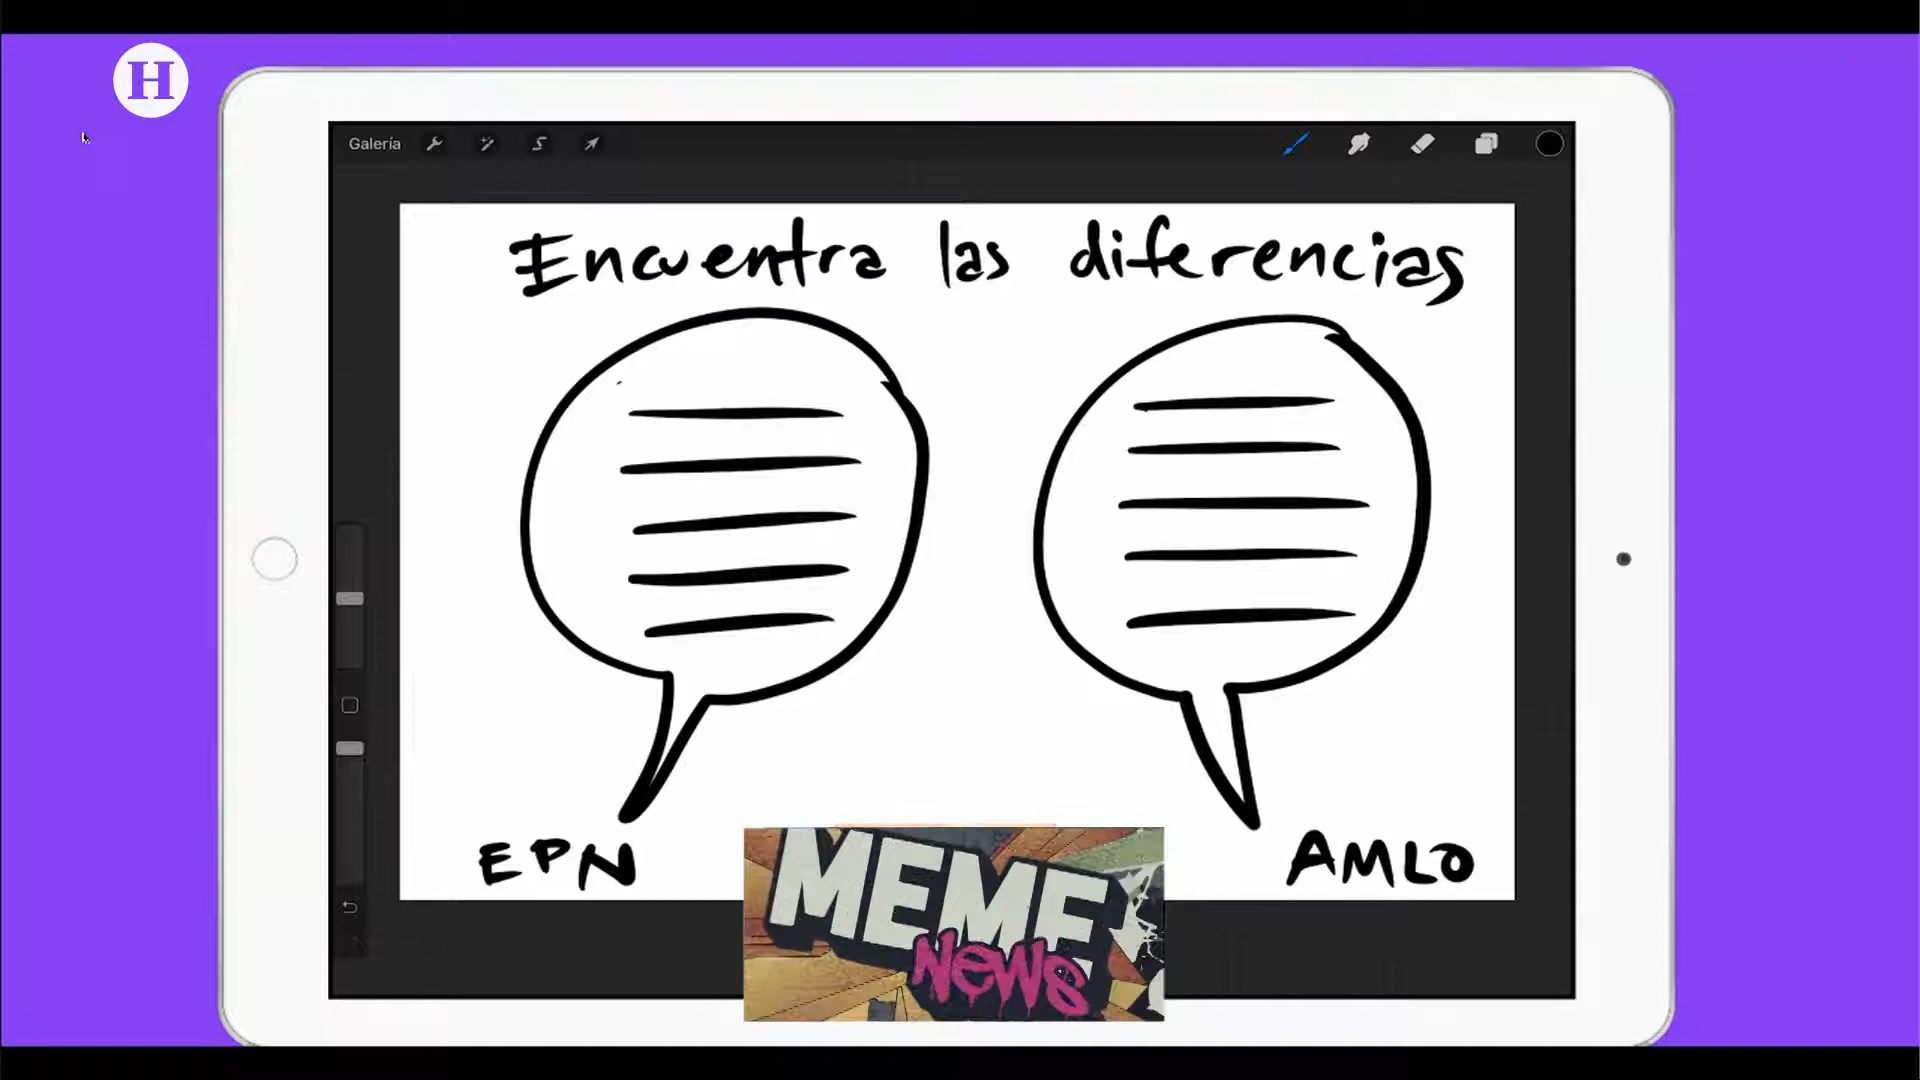 H
Galería
Encuentra las diferencias
EPN
AMLO
MEME
News